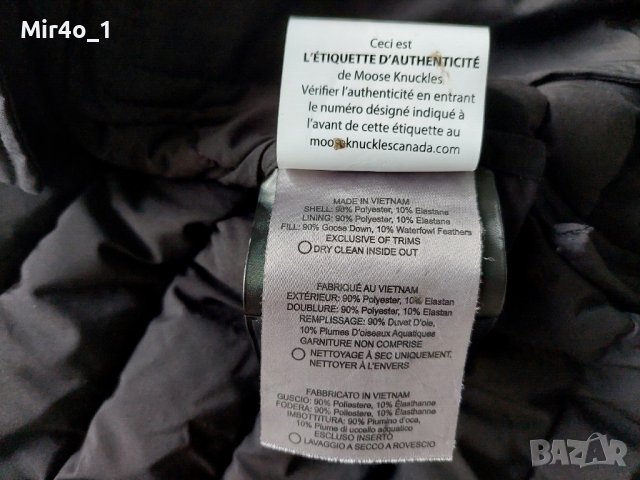 Mir4o_1
Ceci est
L'ÉTIQUETTE D'AUTHENTICITÉ
de Moose Knuckles
Vérifier l'authenticité en entrant
le numéro désigné indiqué à
l'avant de cette étiquette au
mooseknucklescanada.com
MADE IN VIETNAM
SHELL: 90% Polyester, 10% Elastane
LINING: 90% Polyester, 10% Elastane
FILL: 90% Goose Down, 10% Waterfowl Feathers
EXCLUSIVE OF TRIMS
DRY CLEAN INSIDE OUT
FABRIQUÉ AU VIETNAM
EXTÉRIEUR: 90% Polyester, 10% Elastan
DOUBLURE: 90% Polyester, 10% Elastan
REMPLISSAGE: 90% Duvet D'oie,
10% Plumes D'oiseaux Aquatiques
GARNITURE NON COMPRISE
NETTOYAGE À SEC UNIQUEMENT,
NETTOYER À L'ENVERS
FABBRICATO IN VIETNAM
GUSCIO: 90% Poliestere, 10% Elasthanne
FODERA: 90% Poliestere, 10% Elasthanne
IMBOTTITURA: 90% Piumino d'oca,
10% Piume di uccello acquatico
ESCLUSO INSERTO
LAVAGGIO A SECCO A ROVESCIO
BAZAR